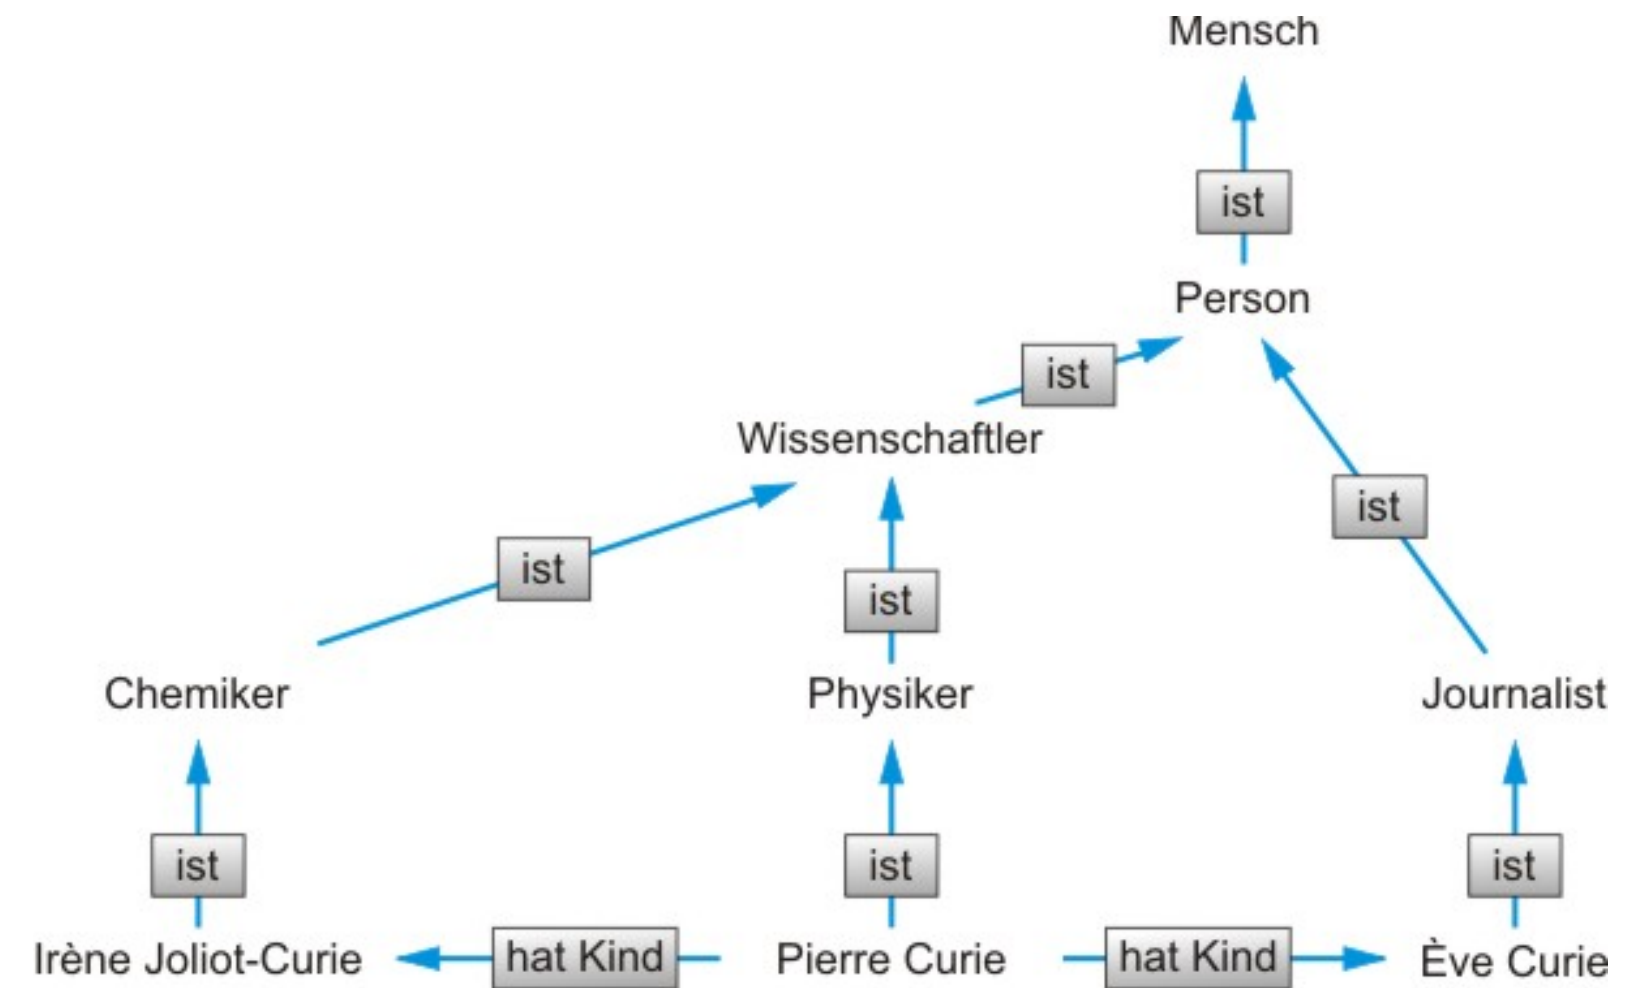 Mensch
ist
Person
ist
Wissenschaftler
ist
ist
ist
Chemiker
Physiker
Journalist
ist
ist
ist
Irène Joliot-Curie
hat Kind
Pierre Curie
hat Kind
Ève Curie